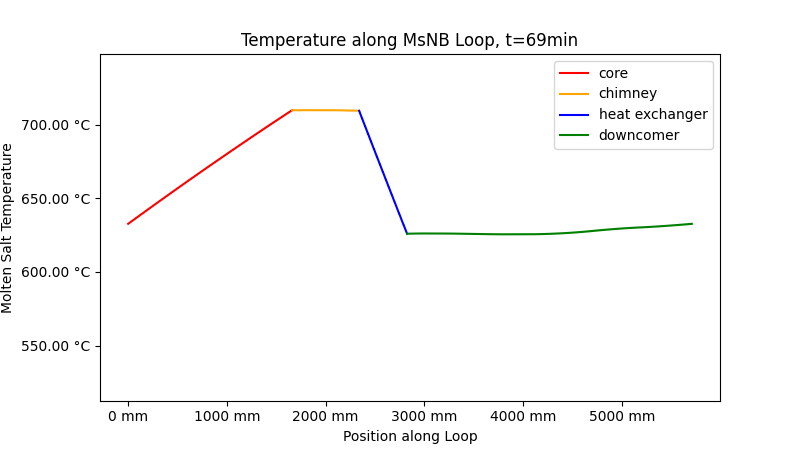 Temperature along MsNB Loop, t=69min
core
chimney
heat exchanger
downcomer
Molten Salt Temperature
700.00 °C
650.00 °C
600.00 °C
550.00 °C
0 mm
1000 mm
2000 mm
3000 mm
4000 mm
5000 mm
Position along Loop